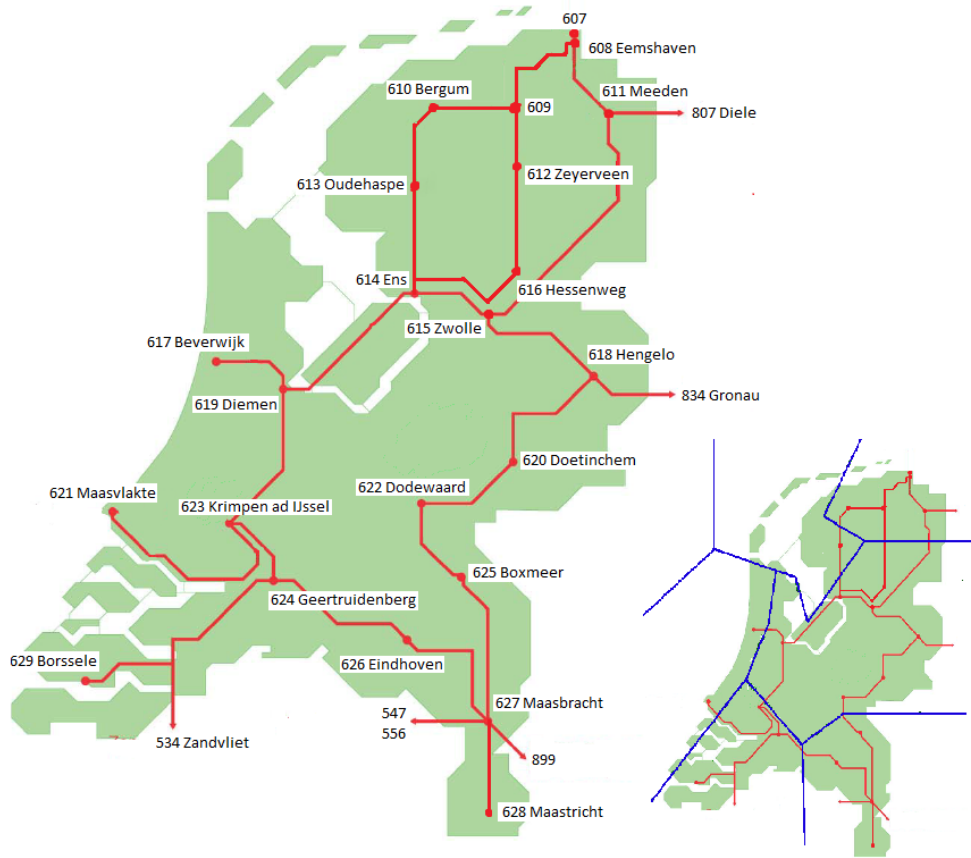 607
608 Eemshaven
610 Bergum
611 Meeden
609
807 Diele
612 Zeyerveen
613 Oudehaspe
614 Ens
616 Hessenweg
615 Zwolle
617 Beverwijk
618 Hengelo
834 Gronau
619 Diemen
620 Doetinchem
621 Maasvlakte
622 Dodewaard
623 Krimpen ad IJssel
625 Boxmeer
624 Geertruidenberg
629 Borssele
626 Eindhoven
627 Maasbracht
547
556
534 Zandvliet
899
628 Maastricht